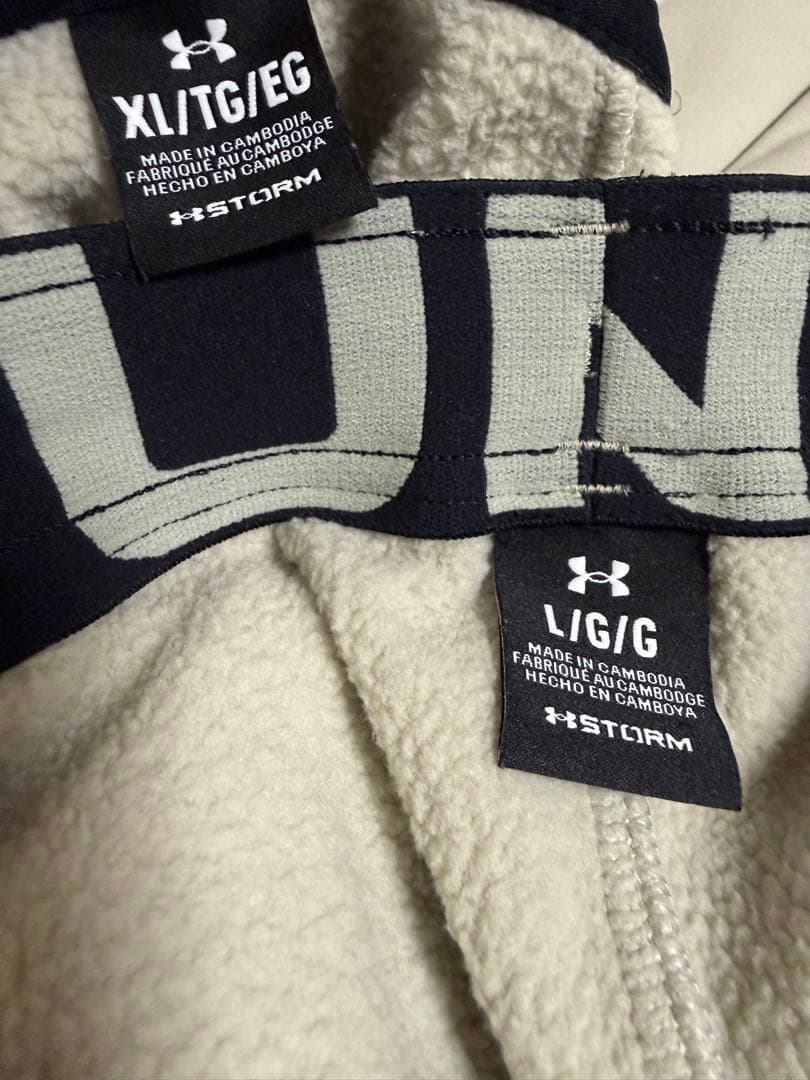 XL/TG/EG
MADE IN CAMBODIA
FABRIQUÉ AU CAMBODGE
HECHO EN CAMBOYA
STORM
UN
L/G/G
MADE IN CAMBODIA
FABRIQUÉ AU CAMBODGE
HECHO EN CAMBOYA
STORM